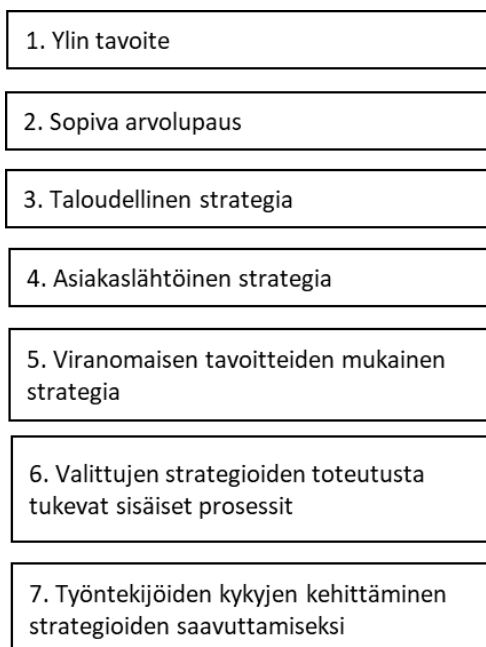 1. Ylin tavoite
2. Sopiva arvolupaus
3. Taloudellinen strategia
4. Asiakaslähtöinen strategia
5. Viranomaisen tavoitteiden mukainen
strategia
6. Valittujen strategioiden toteutusta
tukevat sisäiset prosessit
7. Työntekijöiden kykyjen kehittäminen
strategioiden saavuttamiseksi